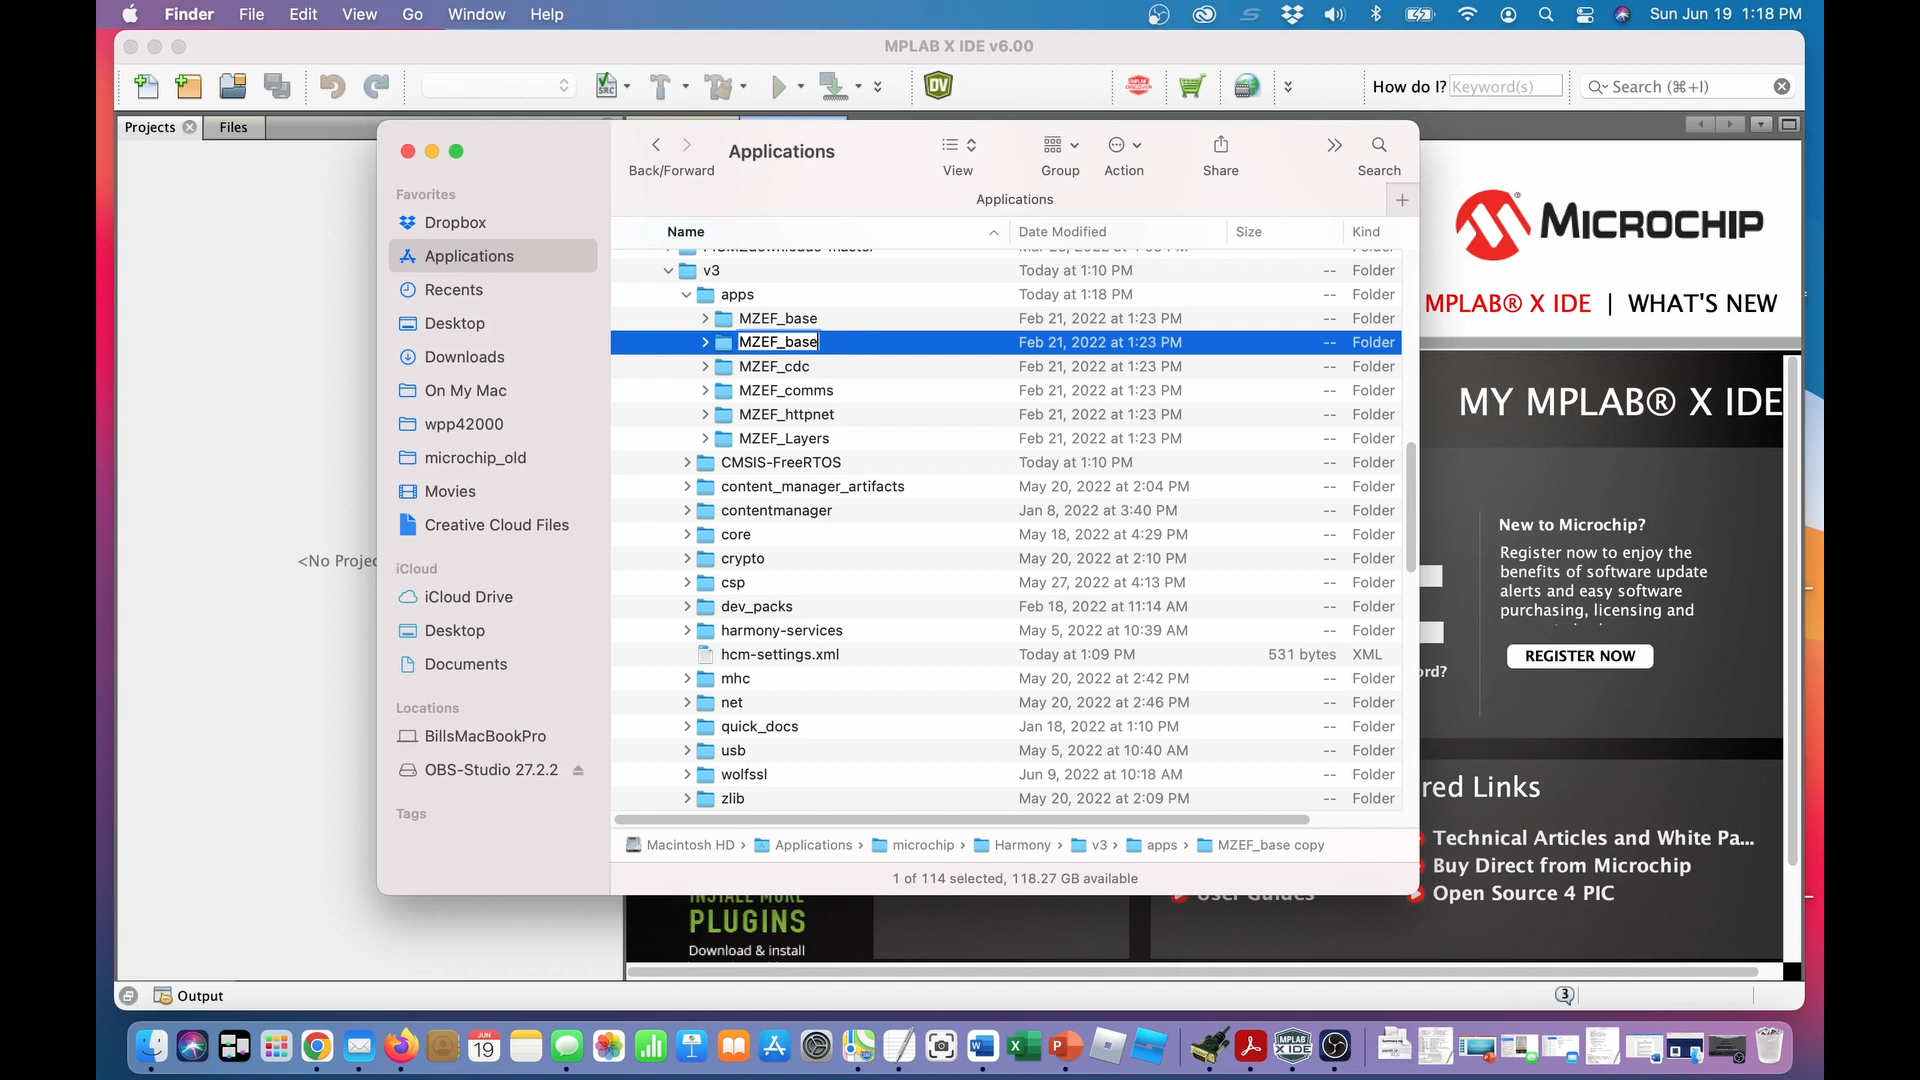 Finder File Edit View Go Window Help Sun Jun 19 1:18 PM
MPLAB X IDE v6.00
SRC DV MPLAB DISCOVER How do I? Keyword(s) Search (⌘+I)
Projects Files
Back/Forward Applications View Group Action Share Search
Applications
Favorites
Dropbox
Applications
Recents
Desktop
Downloads
On My Mac
wpp42000
microchip_old
Movies
Creative Cloud Files
iCloud
iCloud Drive
Desktop
Documents
Locations
BillsMacBookPro
OBS-Studio 27.2.2
Tags
Name Date Modified Size Kind
v3 Today at 1:10 PM -- Folder
apps Today at 1:18 PM -- Folder
MZEF_base Feb 21, 2022 at 1:23 PM -- Folder
MZEF_base Feb 21, 2022 at 1:23 PM -- Folder
MZEF_cdc Feb 21, 2022 at 1:23 PM -- Folder
MZEF_comms Feb 21, 2022 at 1:23 PM -- Folder
MZEF_httpnet Feb 21, 2022 at 1:23 PM -- Folder
MZEF_Layers Feb 21, 2022 at 1:23 PM -- Folder
CMSIS-FreeRTOS Today at 1:10 PM -- Folder
content_manager_artifacts May 20, 2022 at 2:04 PM -- Folder
contentmanager Jan 8, 2022 at 3:40 PM -- Folder
core May 18, 2022 at 4:29 PM -- Folder
crypto May 20, 2022 at 2:10 PM -- Folder
csp May 27, 2022 at 4:13 PM -- Folder
dev_packs Feb 18, 2022 at 11:14 AM -- Folder
harmony-services May 5, 2022 at 10:39 AM -- Folder
hcm-settings.xml Today at 1:09 PM 531 bytes XML
mhc May 20, 2022 at 2:42 PM -- Folder
net May 20, 2022 at 2:46 PM -- Folder
quick_docs Jan 18, 2022 at 1:10 PM -- Folder
usb May 5, 2022 at 10:40 AM -- Folder
wolfssl Jun 9, 2022 at 10:18 AM -- Folder
zlib May 20, 2022 at 2:09 PM -- Folder
Macintosh HD › Applications › microchip › Harmony › v3 › apps › MZEF_base copy
1 of 114 selected, 118.27 GB available
<No Projec
MICROCHIP
MPLAB® X IDE | WHAT'S NEW
MY MPLAB® X IDE
New to Microchip?
Register now to enjoy the
benefits of software update
alerts and easy software
purchasing, licensing and
REGISTER NOW
ord?
red Links
Technical Articles and White Pa...
Buy Direct from Microchip
Open Source 4 PIC
User Guides
INSTALL MORE
PLUGINS
Download & install
Output
3
JUN
19
MPLAB
X IDE